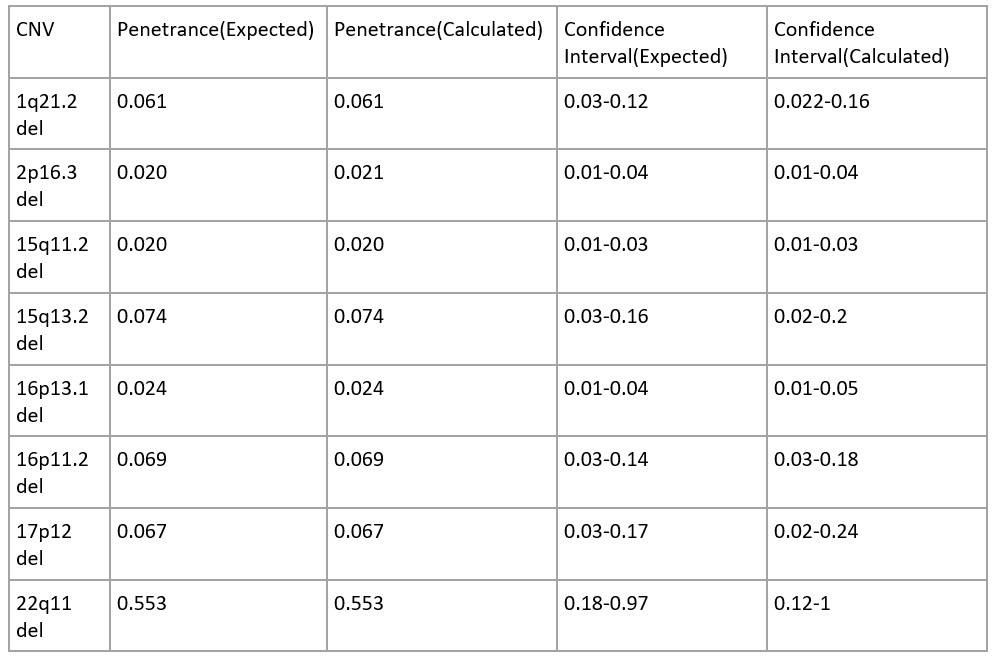 CNV Penetrance(Expected) Penetrance(Calculated) Confidence Interval(Expected) Confidence Interval(Calculated)
1q21.2 del 0.061 0.061 0.03-0.12 0.022-0.16
2p16.3 del 0.020 0.021 0.01-0.04 0.01-0.04
15q11.2 del 0.020 0.020 0.01-0.03 0.01-0.03
15q13.2 del 0.074 0.074 0.03-0.16 0.02-0.2
16p13.1 del 0.024 0.024 0.01-0.04 0.01-0.05
16p11.2 del 0.069 0.069 0.03-0.14 0.03-0.18
17p12 del 0.067 0.067 0.03-0.17 0.02-0.24
22q11 del 0.553 0.553 0.18-0.97 0.12-1